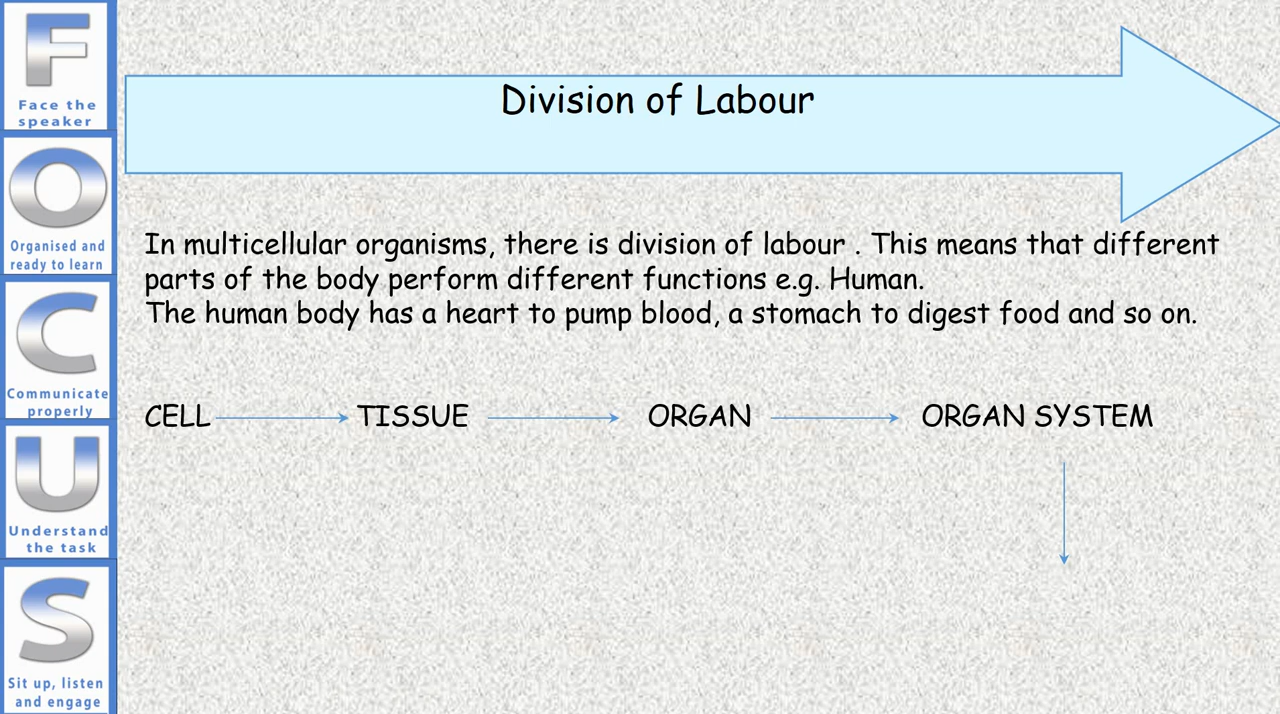 F
Face the
speaker
O
Organised and
ready to learn
C
Communicate
properly
U
Understand
the task
S
Sit up, listen
and engage
Division of Labour
In multicellular organisms, there is division of labour . This means that different
parts of the body perform different functions e.g. Human.
The human body has a heart to pump blood, a stomach to digest food and so on.
CELL TISSUE ORGAN ORGAN SYSTEM